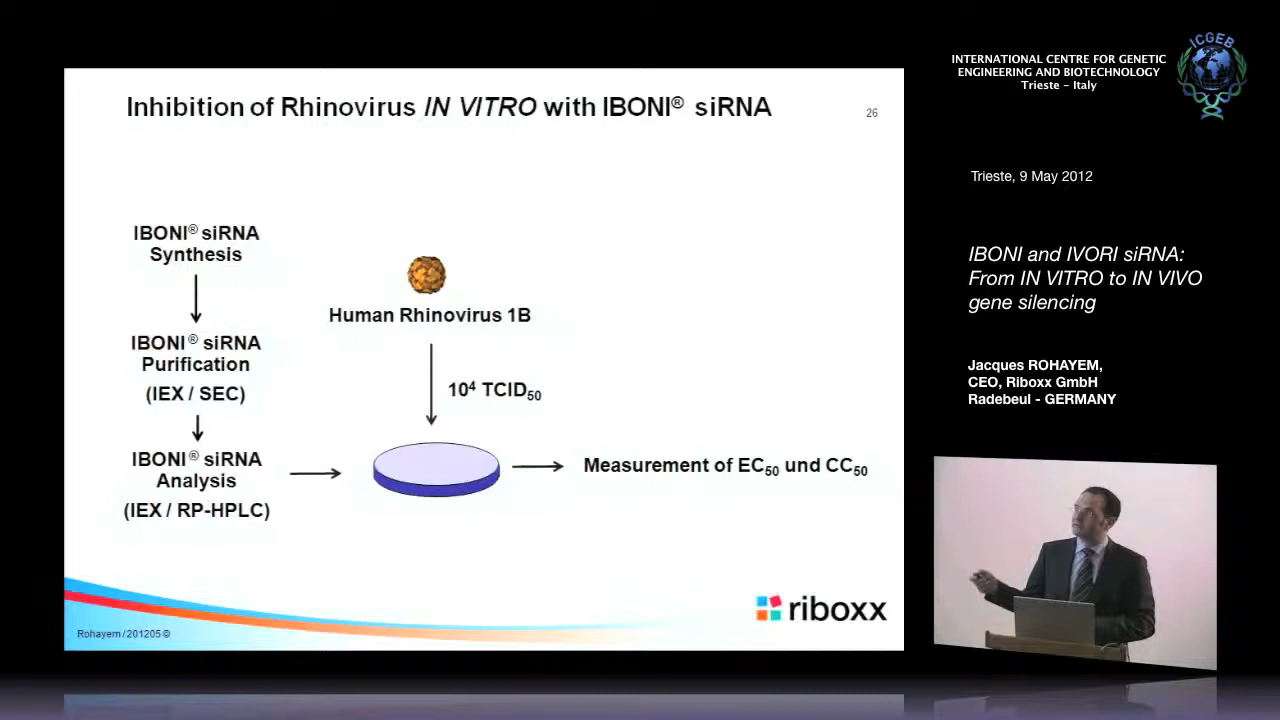 Inhibition of Rhinovirus IN VITRO with IBONI® siRNA
26
IBONI® siRNA
Synthesis
IBONI® siRNA
Purification
(IEX / SEC)
IBONI® siRNA
Analysis
(IEX / RP-HPLC)
Human Rhinovirus 1B
10⁴ TCID₅₀
Measurement of EC₅₀ und CC₅₀
Rohayem / 201205 ©
riboxx
INTERNATIONAL CENTRE FOR GENETIC
ENGINEERING AND BIOTECHNOLOGY
Trieste - Italy
ICGEB
Trieste, 9 May 2012
IBONI and IVORI siRNA:
From IN VITRO to IN VIVO
gene silencing
Jacques ROHAYEM,
CEO, Riboxx GmbH
Radebeul - GERMANY